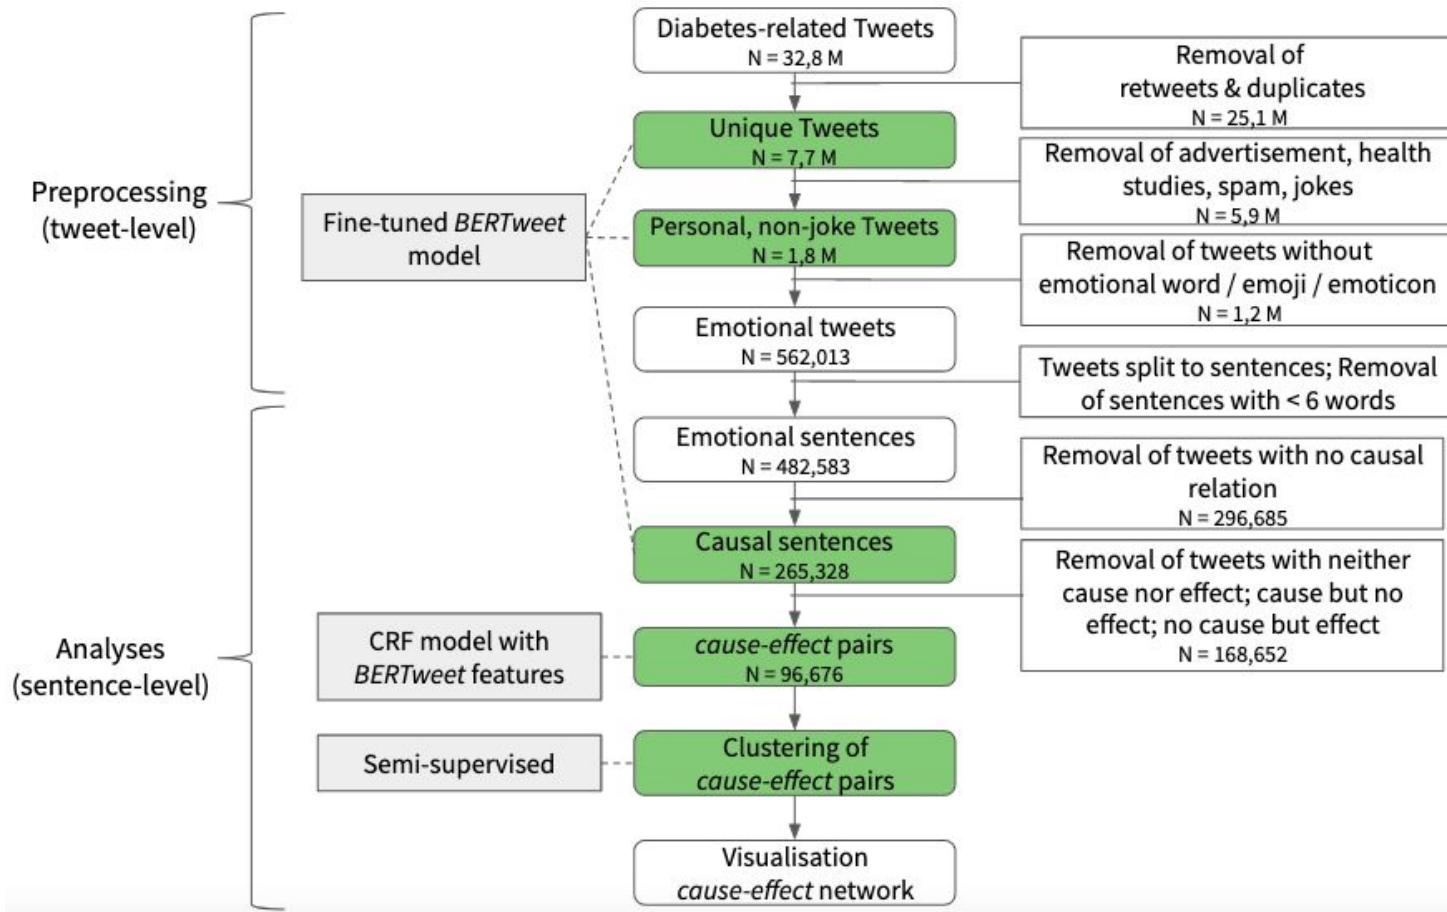 Diabetes-related Tweets
N = 32,8 M
Removal of
retweets & duplicates
N = 25,1 M
Unique Tweets
N = 7,7 M
Removal of advertisement, health
studies, spam, jokes
N = 5,9 M
Preprocessing
(tweet-level)
Fine-tuned BERTweet
model
Personal, non-joke Tweets
N = 1,8 M
Removal of tweets without
emotional word / emoji / emoticon
N = 1,2 M
Emotional tweets
N = 562,013
Tweets split to sentences; Removal
of sentences with < 6 words
Emotional sentences
N = 482,583
Removal of tweets with no causal
relation
N = 296,685
Causal sentences
N = 265,328
Removal of tweets with neither
cause nor effect; cause but no
effect; no cause but effect
N = 168,652
Analyses
(sentence-level)
CRF model with
BERTweet features
cause-effect pairs
N = 96,676
Semi-supervised
Clustering of
cause-effect pairs
Visualisation
cause-effect network